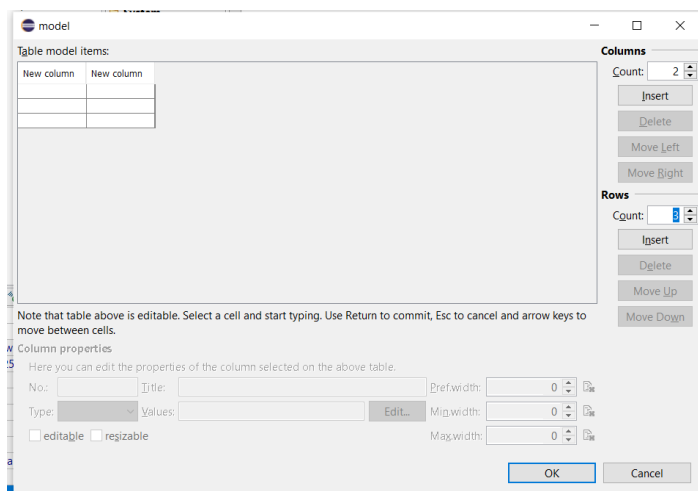 model
Table model items:
New column New column
Columns
Count: 2
Insert
Delete
Move Left
Move Right
Rows
Count: 3
Insert
Delete
Move Up
Move Down
Note that table above is editable. Select a cell and start typing. Use Return to commit, Esc to cancel and arrow keys to
move between cells.
Column properties
Here you can edit the properties of the column selected on the above table.
No.: Title: Pref.width: 0
Type: Values: Edit... Min.width: 0
editable resizable Max.width: 0
OK Cancel